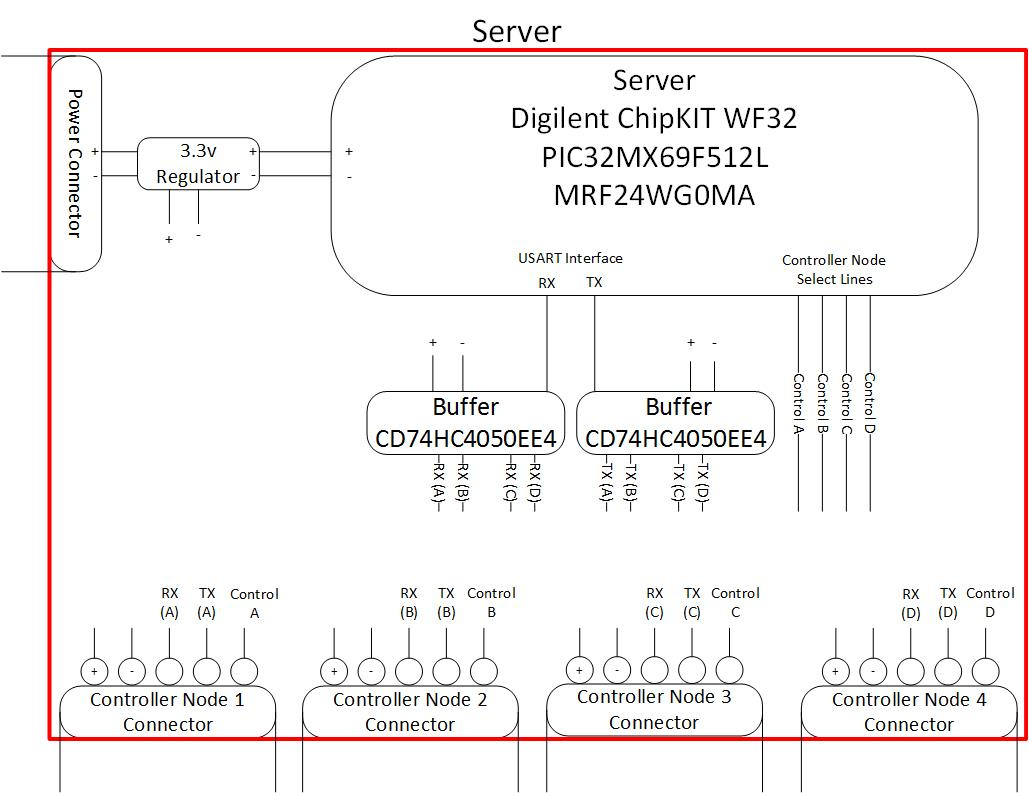 Server
Server
Digilent ChipKIT WF32
PIC32MX69F512L
MRF24WG0MA
Power Connector
+
-
3.3v
Regulator
+
-
+
-
+
-
USART Interface
RX TX
Controller Node
Select Lines
+ -
+ -
Buffer
CD74HC4050EE4
Buffer
CD74HC4050EE4
Control A
Control B
Control C
Control D
RX (A)
RX (B)
RX (C)
RX (D)
TX (A)
TX (B)
TX (C)
TX (D)
RX
(A)
TX
(A)
Control
A
RX
(B)
TX
(B)
Control
B
RX
(C)
TX
(C)
Control
C
RX
(D)
TX
(D)
Control
D
+ -
+ -
+ -
+ -
Controller Node 1
Connector
Controller Node 2
Connector
Controller Node 3
Connector
Controller Node 4
Connector